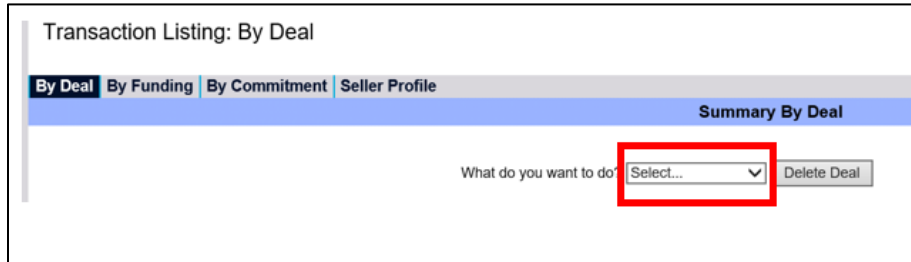 Transaction Listing: By Deal
By Deal By Funding By Commitment Seller Profile
Summary By Deal
What do you want to do? Select... Delete Deal